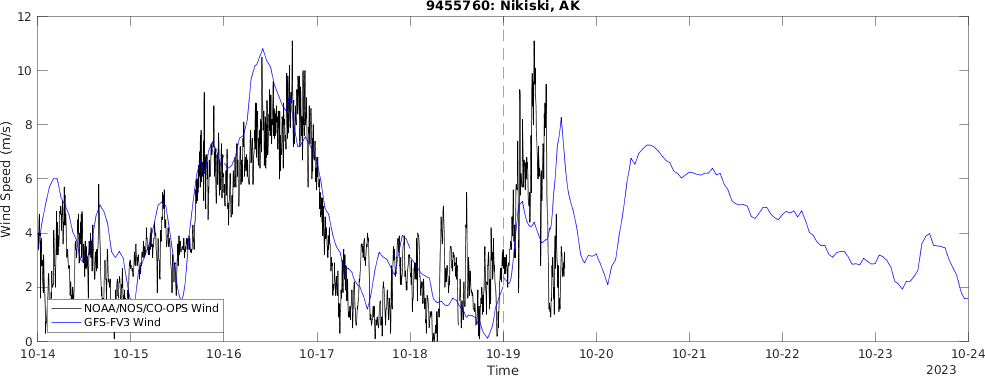 9455760: Nikiski, AK
Wind Speed (m/s)
12
10
8
6
4
2
0
NOAA/NOS/CO-OPS Wind
GFS-FV3 Wind
10-14 10-15 10-16 10-17 10-18 10-19 10-20 10-21 10-22 10-23 10-24
Time
2023